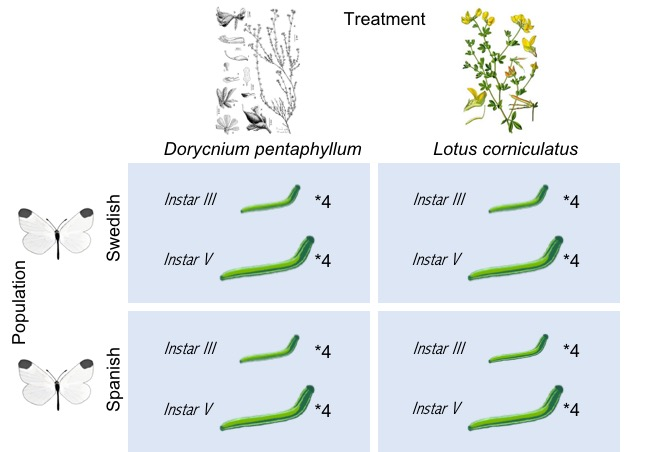 Treatment
Dorycnium pentaphyllum
Lotus corniculatus
Population
Swedish
Instar III *4
Instar III *4
Instar V *4
Instar V *4
Spanish
Instar III *4
Instar III *4
Instar V *4
Instar V *4